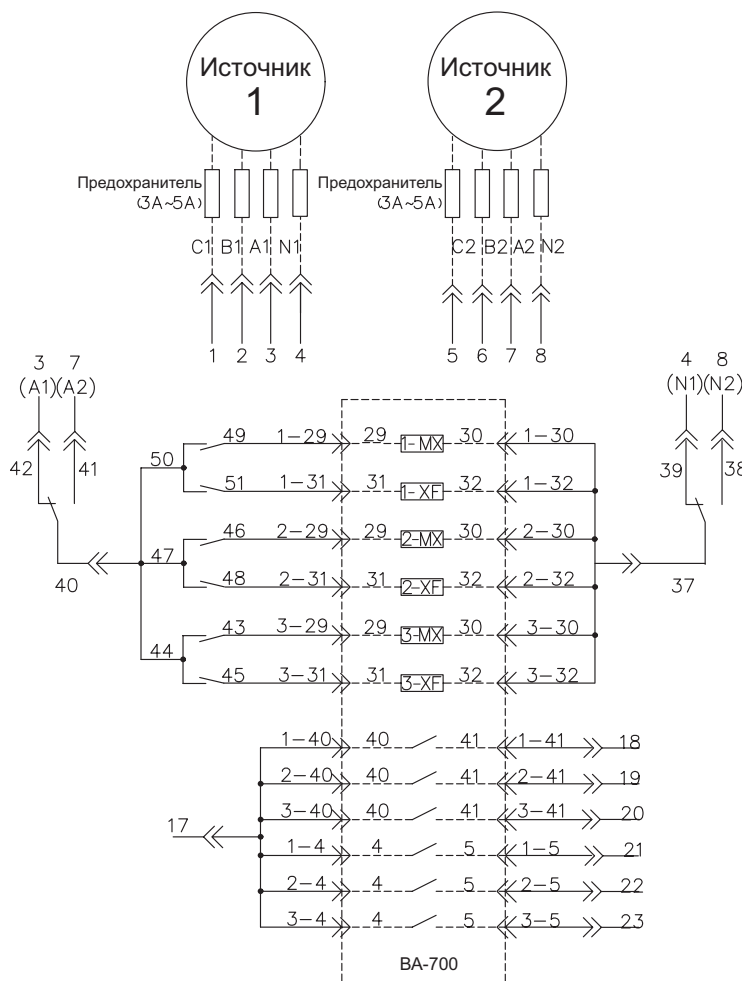 Источник 1
Источник 2
Предохранитель (3А~5А)
Предохранитель (3А~5А)
C1 B1 A1 N1
C2 B2 A2 N2
1 2 3 4
5 6 7 8
3 7
(A1)(A2)
4 8
(N1)(N2)
42 41
39 38
40
37
50
47
44
49 1-29 29 1-MX 30 1-30
51 1-31 31 1-XF 32 1-32
46 2-29 29 2-MX 30 2-30
48 2-31 31 2-XF 32 2-32
43 3-29 29 3-MX 30 3-30
45 3-31 31 3-XF 32 3-32
17
1-40 40 41 1-41 18
2-40 40 41 2-41 19
3-40 40 41 3-41 20
1-4 4 5 1-5 21
2-4 4 5 2-5 22
3-4 4 5 3-5 23
ВА-700